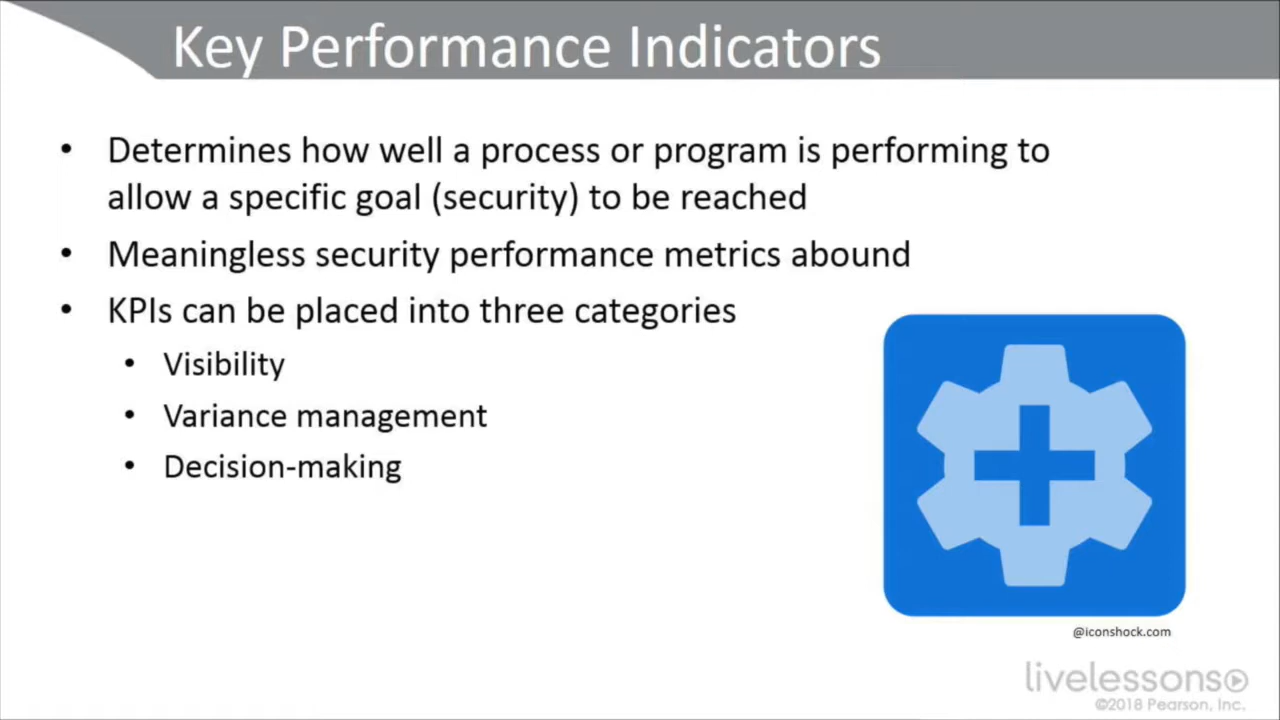 Key Performance Indicators
• Determines how well a process or program is performing to
allow a specific goal (security) to be reached
• Meaningless security performance metrics abound
• KPIs can be placed into three categories
• Visibility
• Variance management
• Decision-making
@iconshock.com
livelessons
©2018 Pearson, Inc.